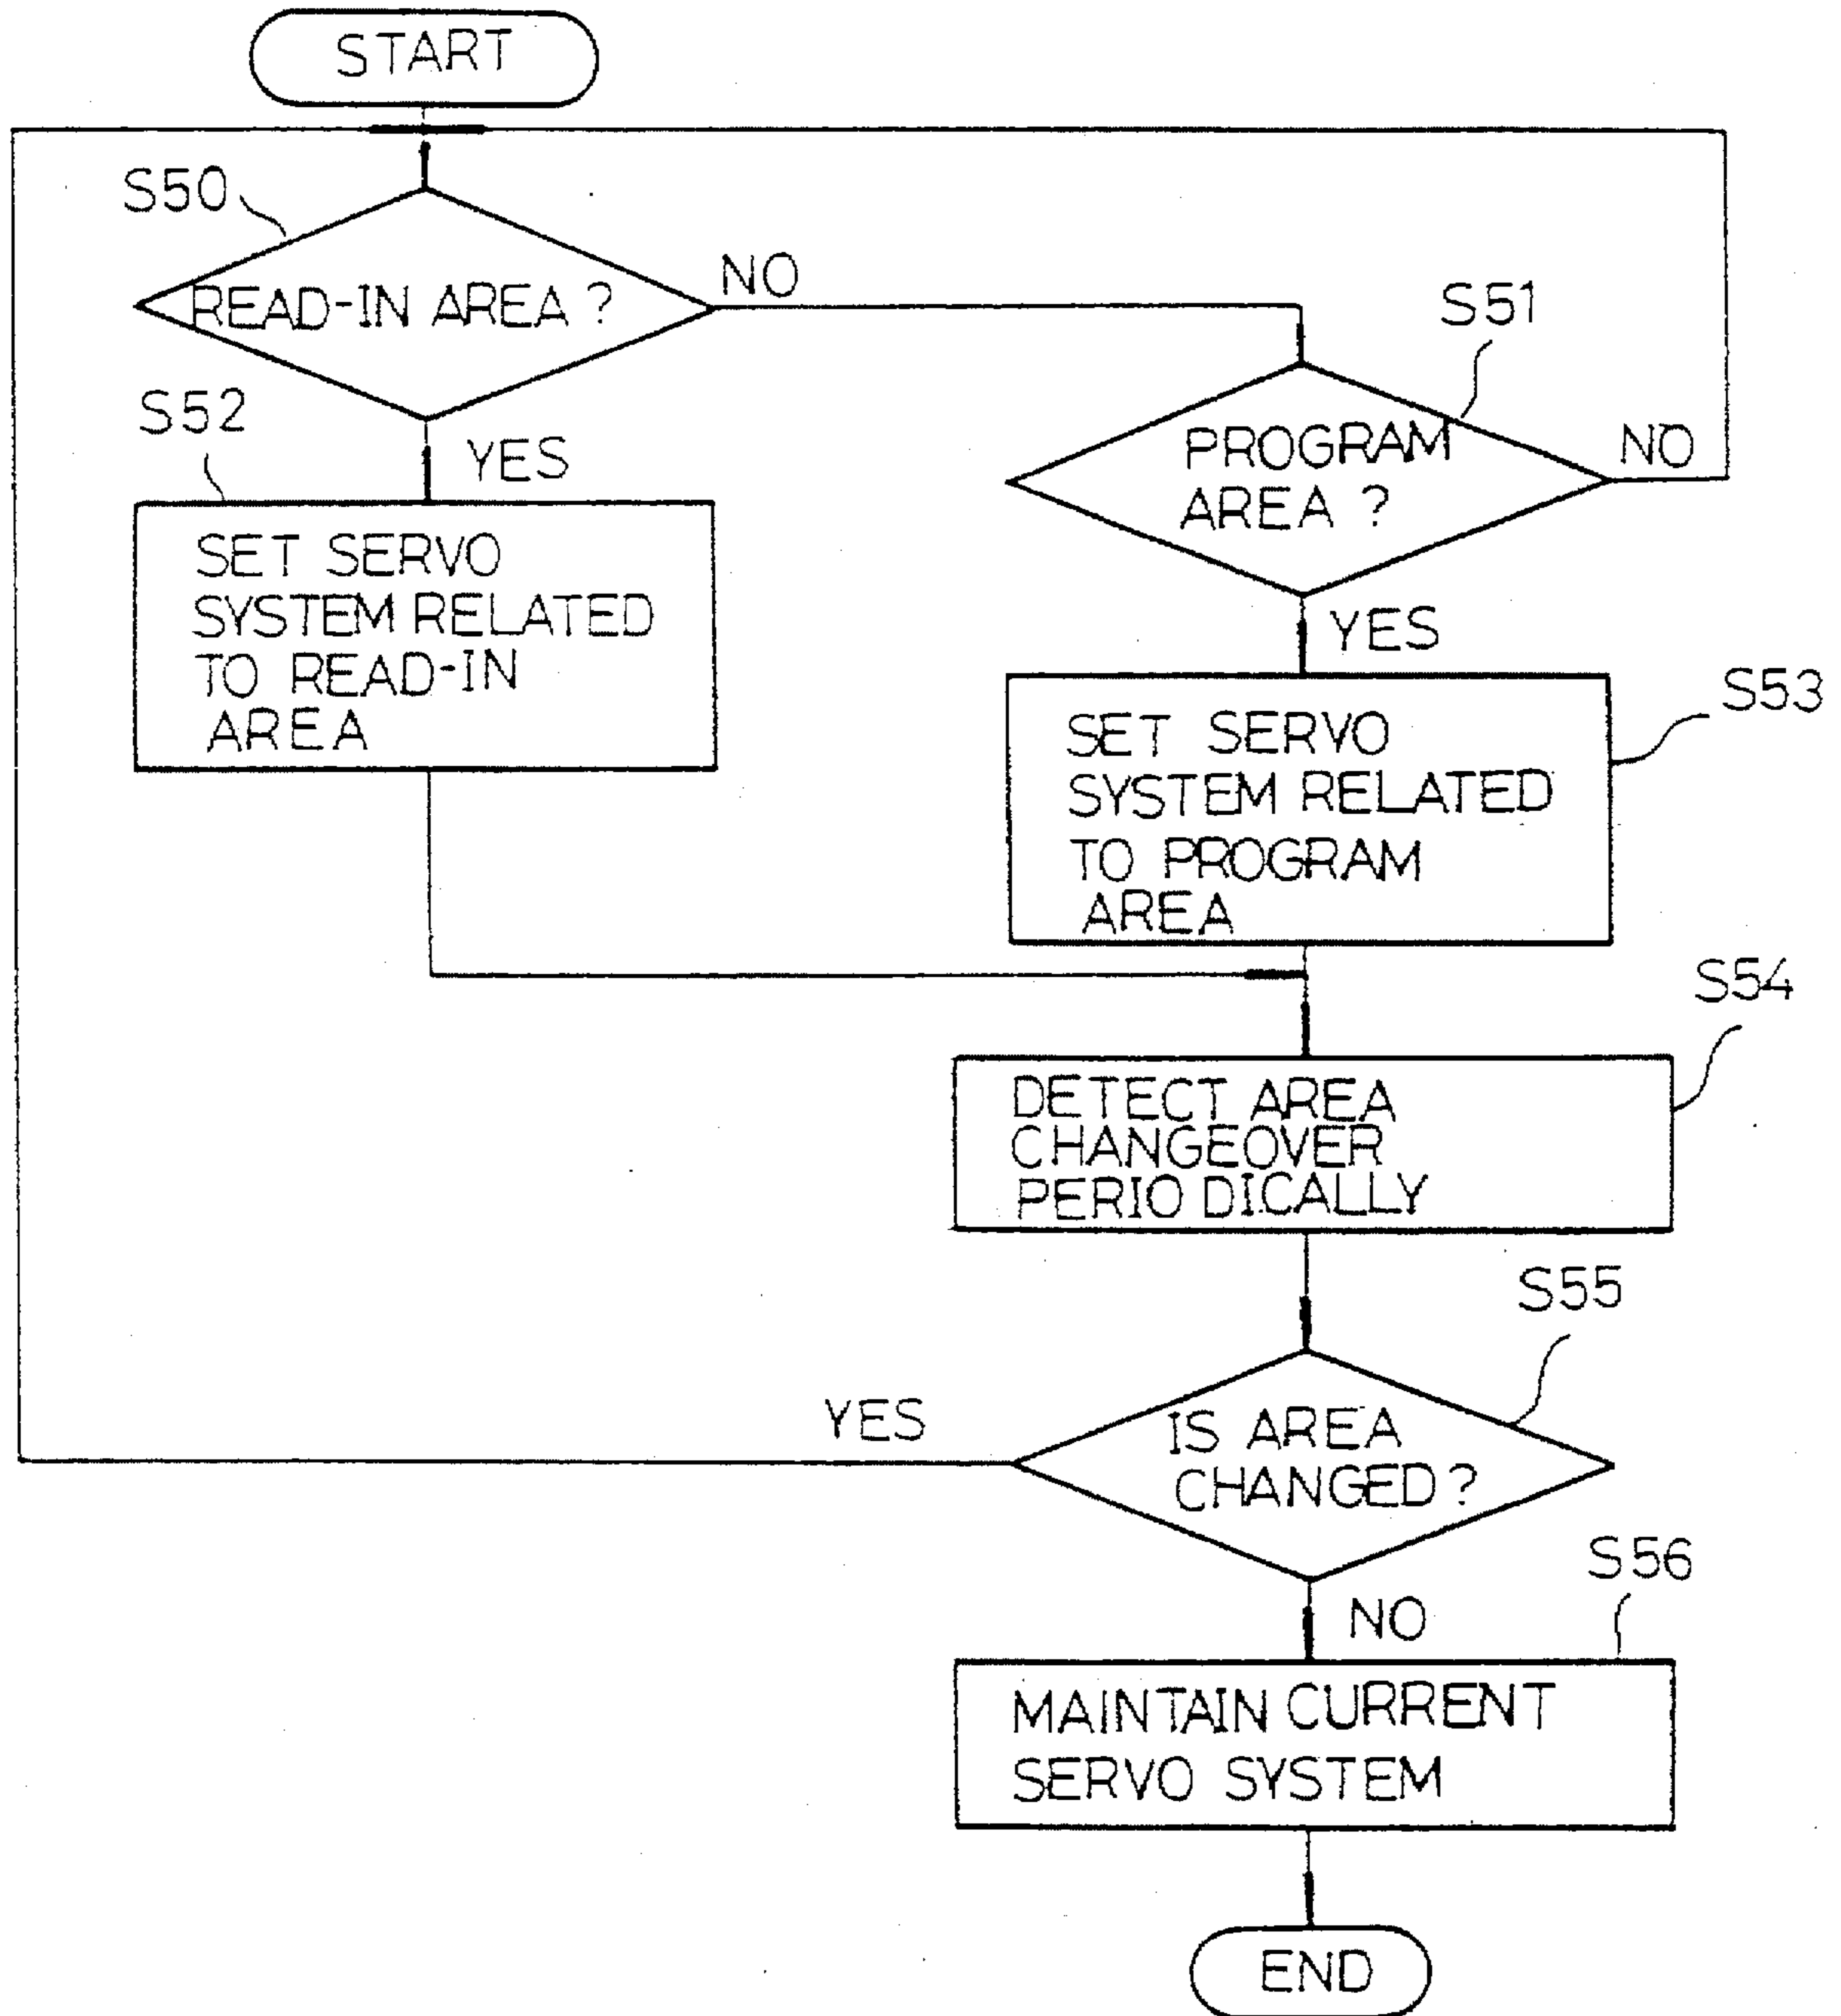 START
S50
READ-IN AREA ?
NO
S51
PROGRAM
AREA ?
NO
S52
YES
SET SERVO
SYSTEM RELATED
TO READ-IN
AREA
YES
S53
SET SERVO
SYSTEM RELATED
TO PROGRAM
AREA
S54
DETECT AREA
CHANGEOVER
PERIO DICALLY
S55
YES
IS AREA
CHANGED ?
S56
NO
MAINTAIN CURRENT
SERVO SYSTEM
END